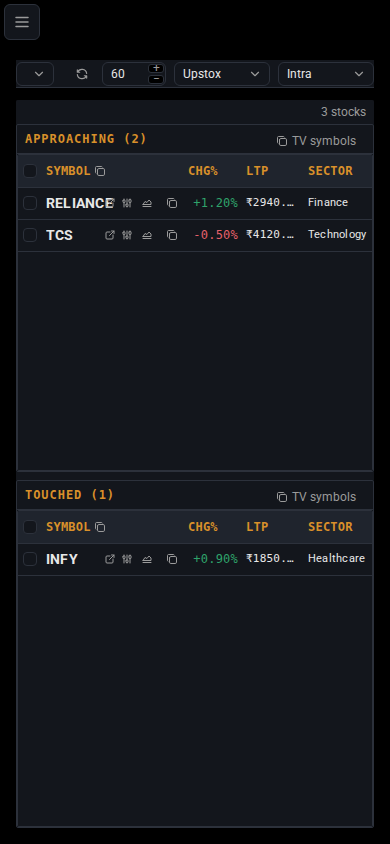 60 + − Upstox Intra
3 stocks
APPROACHING (2) TV symbols
SYMBOL CHG% LTP SECTOR
RELIANCE +1.20% ₹2940.… Finance
TCS -0.50% ₹4120.… Technology
TOUCHED (1) TV symbols
SYMBOL CHG% LTP SECTOR
INFY +0.90% ₹1850.… Healthcare